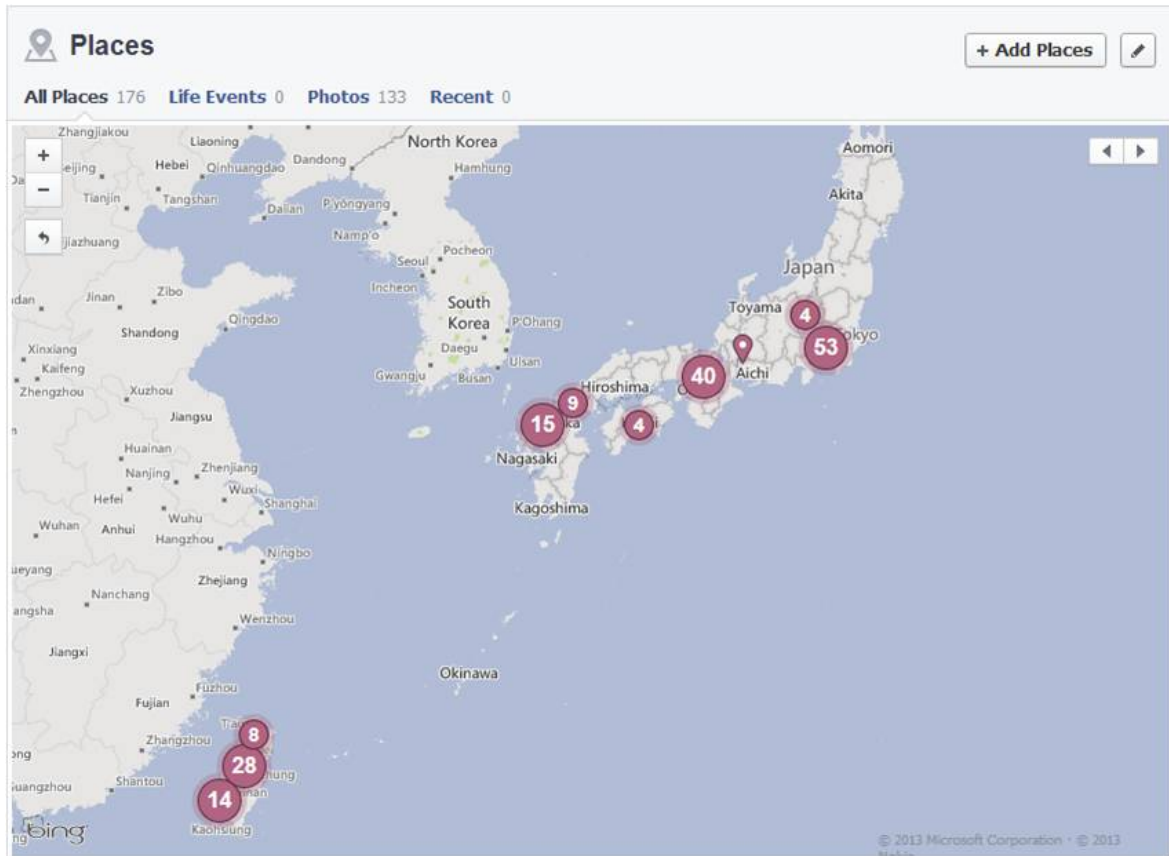 Places
+ Add Places
All Places 176 Life Events 0 Photos 133 Recent 0
Zhangjiakou
Liaoning
North Korea
Aomori
+
Hebei Qinhuangdao Dandong
Hamhung
−
Tianjin Tangshan Dalian P'yongyang
Akita
Namp'o
Seoul Pocheon
Incheon
Japan
Jinan Zibo
South
Korea
Toyama 4
Shandong Qingdao
P'Ohang
53
Xinxiang
Kaifeng
Daegu Ulsan
Aichi
Zhengzhou Xuzhou
Gwangju Busan
Hiroshima 40
Jiangsu
9
15 4
Huainan
Nanjing Zhenjiang
Nagasaki
Hefei Wuxi
Shanghai
Kagoshima
Wuhan Anhui Wuhu
Hangzhou
Ningbo
Zhejiang
Nanchang
Wenzhou
Jiangxi
Okinawa
Fuzhou
Fujian
Zhangzhou 8
28
Shantou
14
Kaohsiung
bing
© 2013 Microsoft Corporation · © 2013